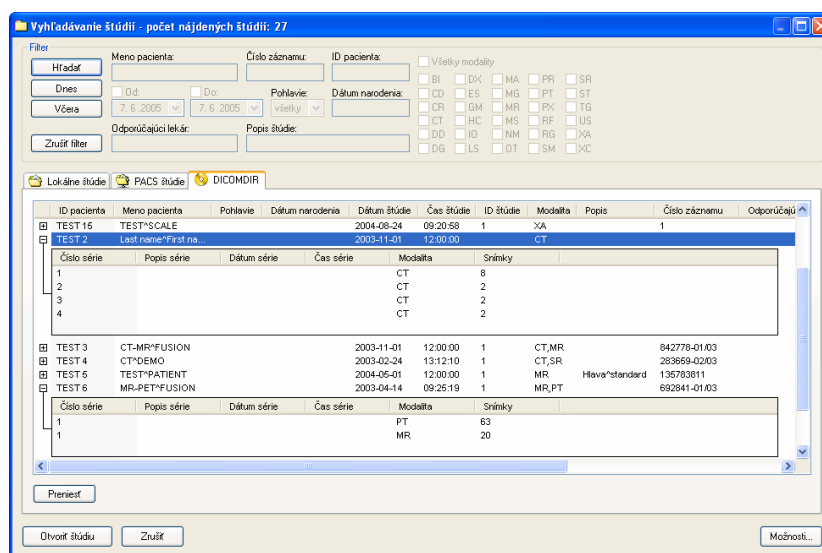 Vyhľadávanie štúdií - počet nájdených štúdií: 27
Filter
Hľadať
Dnes
Včera
Zrušiť filter
Meno pacienta: Číslo záznamu: ID pacienta:
Od: Do: Pohlavie: Dátum narodenia:
7. 6 .2005 7. 6 .2005 všetky
Odporúčajúci lekár: Popis štúdie:
Všetky modality
BI DX MA PR SR
CD ES MG PT ST
CR GM MR PX TG
CT HC MS RF US
DD IO NM RG XA
DG LS OT SM XC
Lokálne štúdie PACS štúdie DICOMDIR
ID pacienta Meno pacienta Pohlavie Dátum narodenia Dátum štúdie Čas štúdie ID štúdie Modalita Popis Číslo záznamu Odporúčajú
TEST 16 TEST^SCALE 2004-08-24 09:20:58 1 XA 1
TEST 2 Last name^First na... 2003-11-01 12:00:00 CT
Číslo série Popis série Dátum série Čas série Modalita Snímky
1 CT 8
2 CT 2
3 CT 2
4 CT 2
TEST 3 CT-MR^FUSION 2003-11-01 12:00:00 1 CT,MR 842778-01/03
TEST 4 CT^DEMO 2003-02-24 13:12:10 1 CT,SR 283659-02/03
TEST 5 TEST^PATIENT 2004-05-01 12:00:00 1 MR Hlava^standard 135783811
TEST 6 MR-PET^FUSION 2003-04-14 09:25:19 1 MR,PT 692841-01/03
Číslo série Popis série Dátum série Čas série Modalita Snímky
1 PT 63
1 MR 20
Preniesť
Otvoriť štúdiu Zrušiť Možnosti...